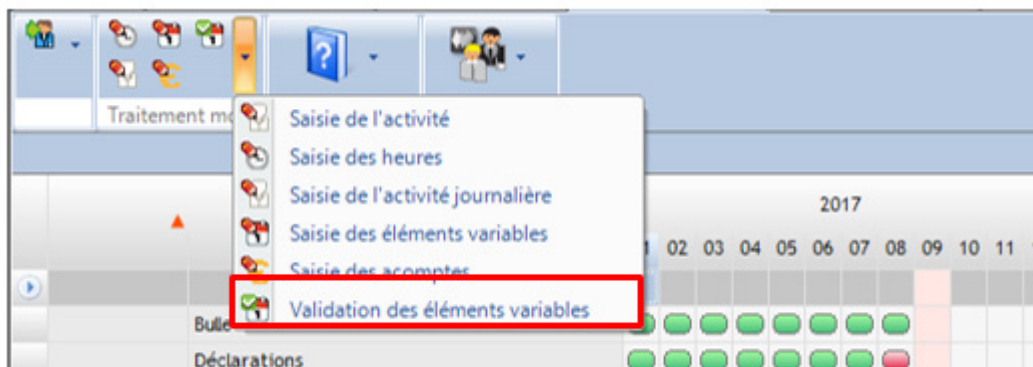 Traitement mo
Saisie de l'activité
Saisie des heures
Saisie de l'activité journalière
Saisie des éléments variables
Saisie des acomptes
Validation des éléments variables
2017
1 02 03 04 05 06 07 08 09 10 11
Bulle
Déclarations